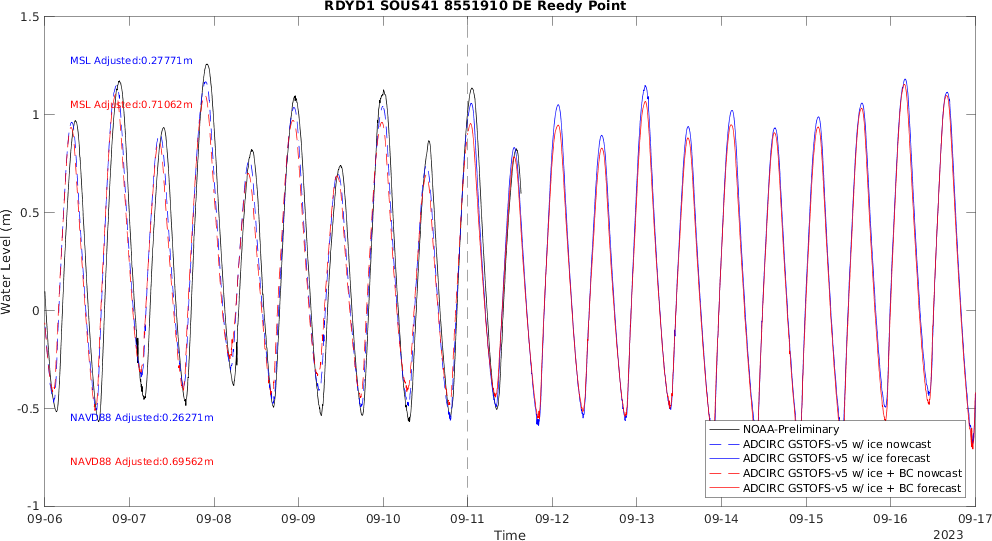 RDYD1 SOUS41 8551910 DE Reedy Point
1.5
MSL Adjusted:0.27771m
MSL Adjusted:0.71062m
1
0.5
Water Level (m)
0
-0.5
NAVD88 Adjusted:0.26271m
NOAA-Preliminary
ADCIRC GSTOFS-v5 w/ ice nowcast
ADCIRC GSTOFS-v5 w/ ice forecast
ADCIRC GSTOFS-v5 w/ ice + BC nowcast
ADCIRC GSTOFS-v5 w/ ice + BC forecast
NAVD88 Adjusted:0.69562m
-1
09-06 09-07 09-08 09-09 09-10 09-11 09-12 09-13 09-14 09-15 09-16 09-17
Time
2023